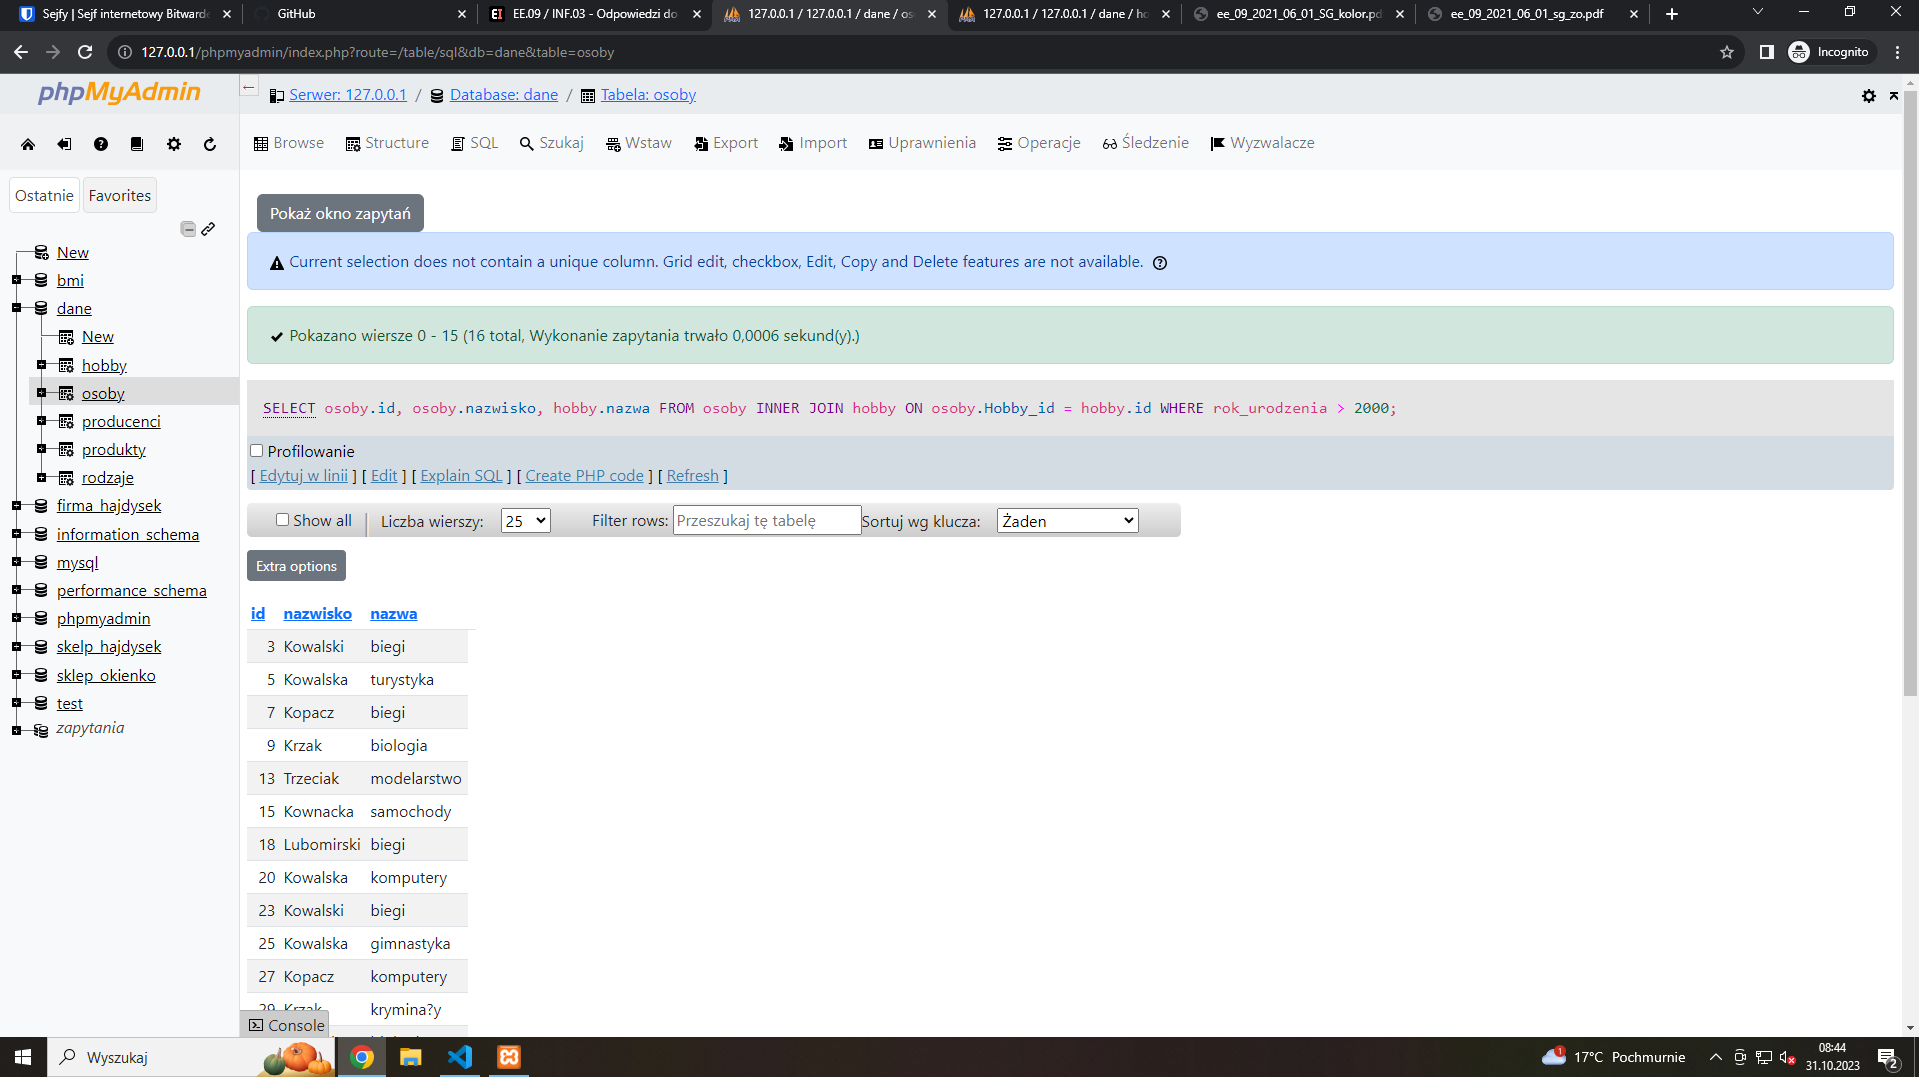 Sejfy | Sejf internetowy Bitward
GitHub
EE.09 / INF.03 - Odpowiedzi do
127.0.0.1 / 127.0.0.1 / dane / os
127.0.0.1 / 127.0.0.1 / dane / ho
ee_09_2021_06_01_SG_kolor.pd
ee_09_2021_06_01_sg_zo.pdf
127.0.0.1/phpmyadmin/index.php?route=/table/sql&db=dane&table=osoby
Incognito
phpMyAdmin
Serwer: 127.0.0.1 / Database: dane / Tabela: osoby
Browse Structure SQL Szukaj Wstaw Export Import Uprawnienia Operacje Śledzenie Wyzwalacze
Ostatnie Favorites
New
bmi
dane
New
hobby
osoby
producenci
produkty
rodzaje
firma_hajdysek
information_schema
mysql
performance_schema
phpmyadmin
skelp_hajdysek
sklep_okienko
test
zapytania
Pokaż okno zapytań
Current selection does not contain a unique column. Grid edit, checkbox, Edit, Copy and Delete features are not available.
Pokazano wiersze 0 - 15 (16 total, Wykonanie zapytania trwało 0,0006 sekund(y).)
SELECT osoby.id, osoby.nazwisko, hobby.nazwa FROM osoby INNER JOIN hobby ON osoby.Hobby_id = hobby.id WHERE rok_urodzenia > 2000;
Profilowanie
[ Edytuj w linii ] [ Edit ] [ Explain SQL ] [ Create PHP code ] [ Refresh ]
Show all Liczba wierszy: 25 Filter rows: Przeszukaj tę tabelę Sortuj wg klucza: Żaden
Extra options
id nazwisko nazwa
3 Kowalski biegi
5 Kowalska turystyka
7 Kopacz biegi
9 Krzak biologia
13 Trzeciak modelarstwo
15 Kownacka samochody
18 Lubomirski biegi
20 Kowalska komputery
23 Kowalski biegi
25 Kowalska gimnastyka
27 Kopacz komputery
29 Krzak krymina?y
Console
Wyszukaj
1
17°C Pochmurnie
08:44
31.10.2023
2